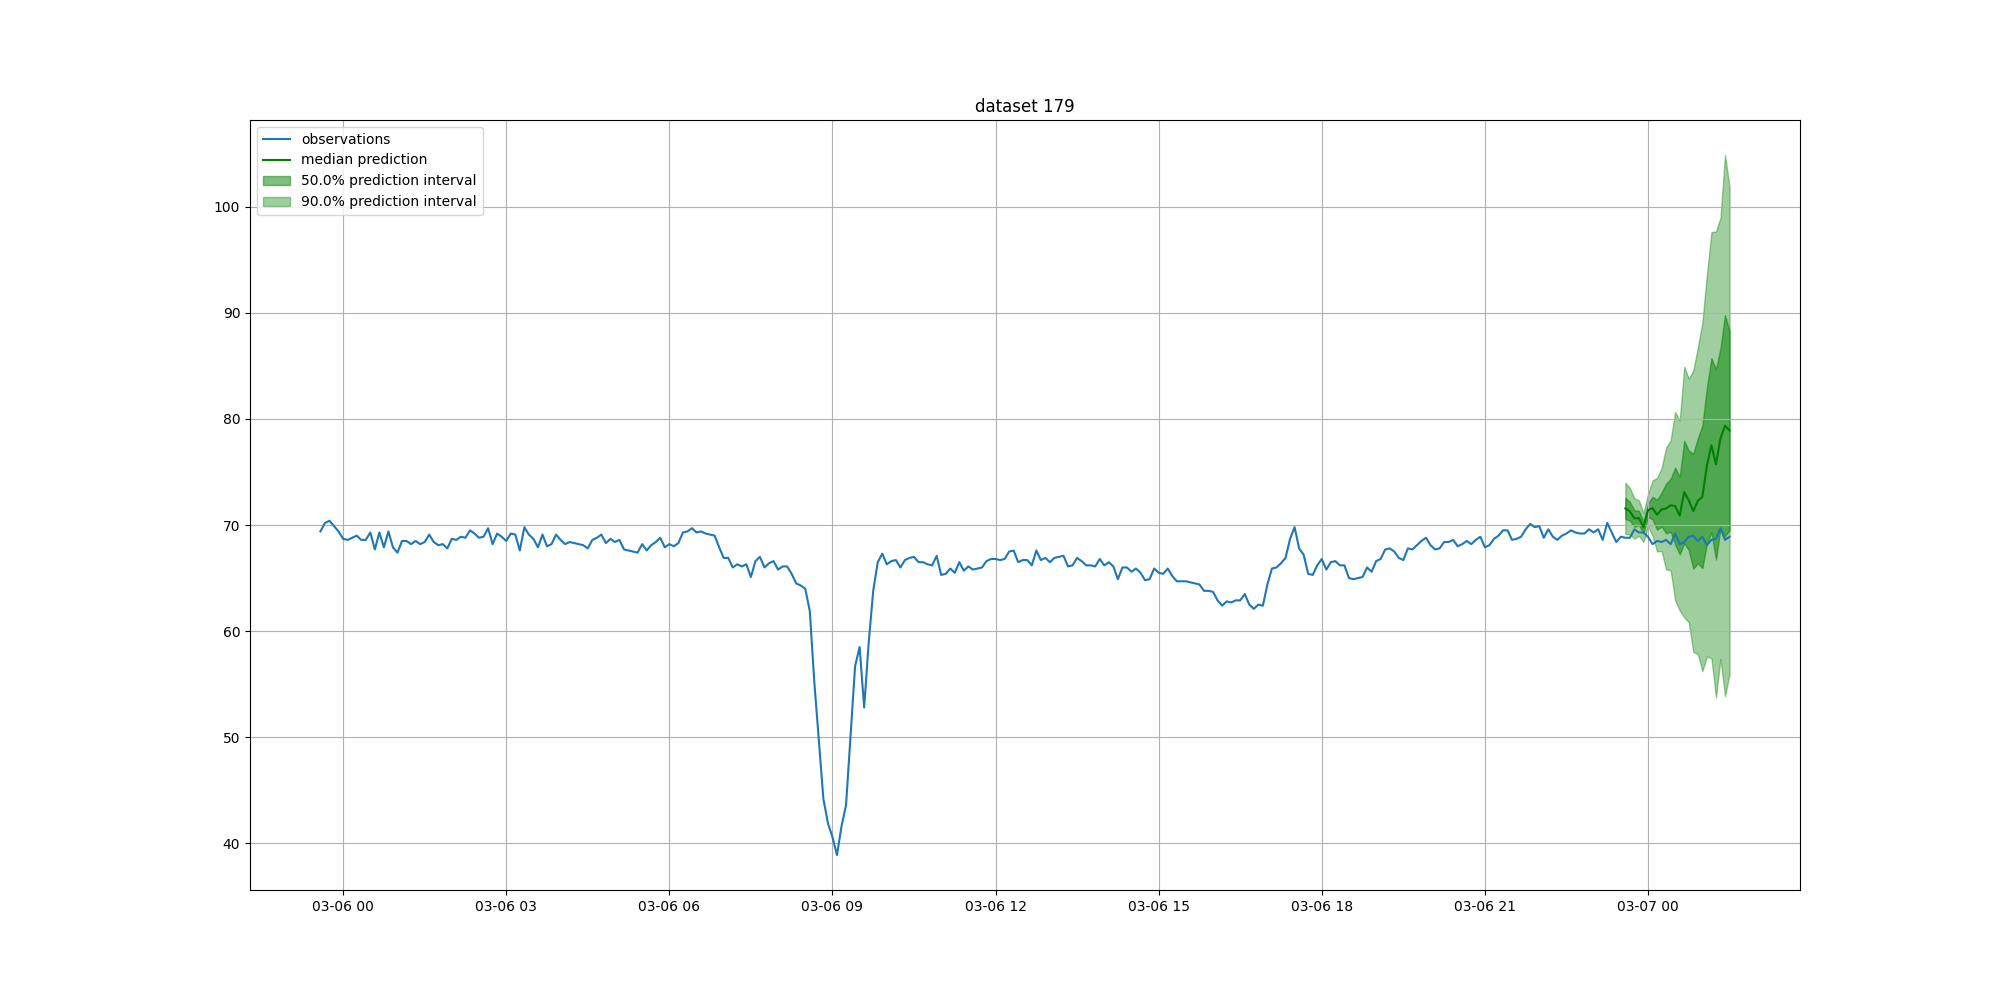 dataset 179
observations
median prediction
50.0% prediction interval
90.0% prediction interval
100
90
80
70
60
50
40
03-06 00 03-06 03 03-06 06 03-06 09 03-06 12 03-06 15 03-06 18 03-06 21 03-07 00